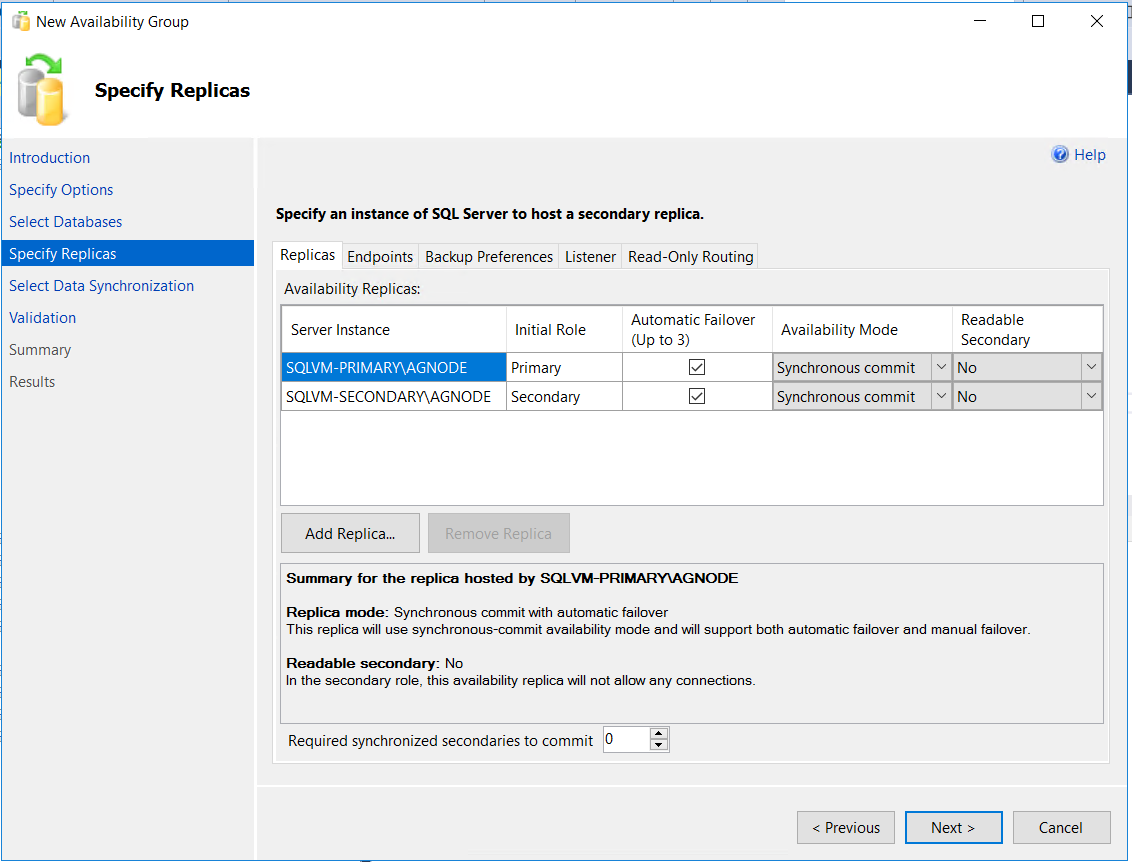 New Availability Group
Specify Replicas
Introduction
Specify Options
Select Databases
Specify Replicas
Select Data Synchronization
Validation
Summary
Results
Help
Specify an instance of SQL Server to host a secondary replica.
Replicas Endpoints Backup Preferences Listener Read-Only Routing
Availability Replicas:
Server Instance Initial Role Automatic Failover (Up to 3) Availability Mode Readable Secondary
SQLVM-PRIMARY\AGNODE Primary Synchronous commit No
SQLVM-SECONDARY\AGNODE Secondary Synchronous commit No
Add Replica... Remove Replica
Summary for the replica hosted by SQLVM-PRIMARY\AGNODE
Replica mode: Synchronous commit with automatic failover
This replica will use synchronous-commit availability mode and will support both automatic failover and manual failover.
Readable secondary: No
In the secondary role, this availability replica will not allow any connections.
Required synchronized secondaries to commit 0
< Previous Next > Cancel